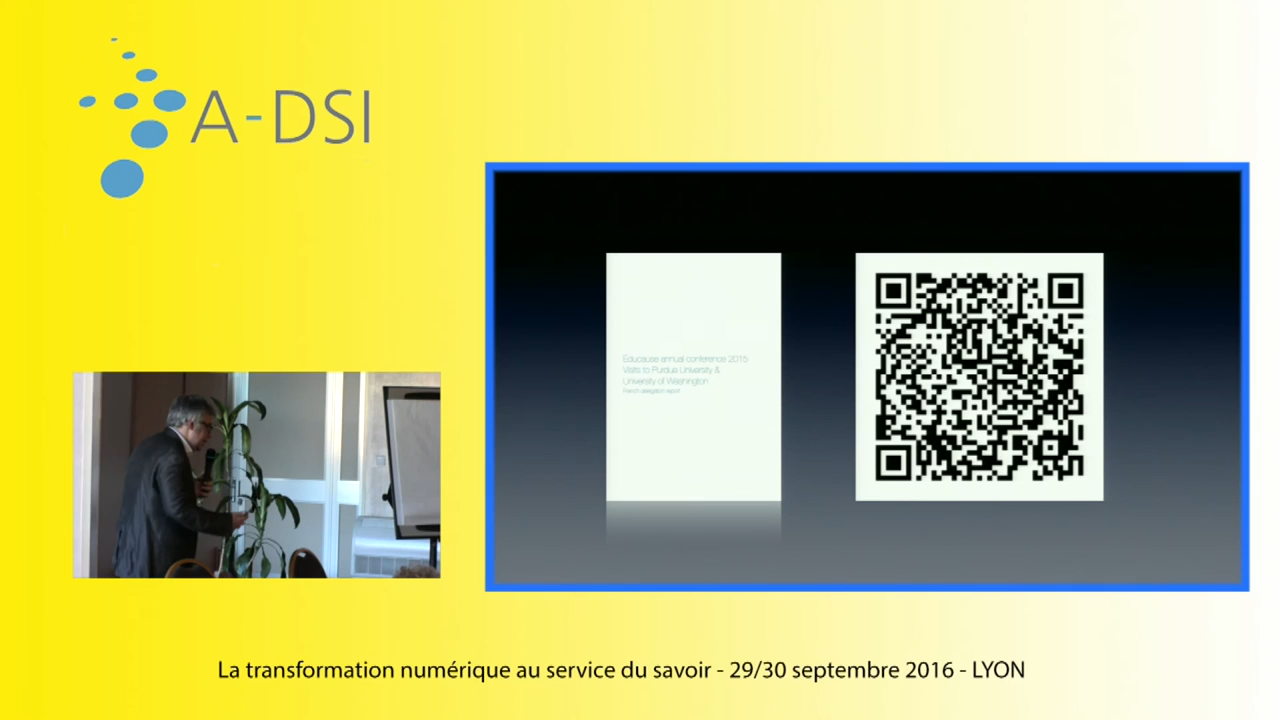 A-DSI
Educause annual conference 2015
Visits to Purdue University &
University of Washington
French delegation report
La transformation numérique au service du savoir - 29/30 septembre 2016 - LYON